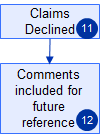 Claims
Declined
11
Comments
included for
future
reference
12